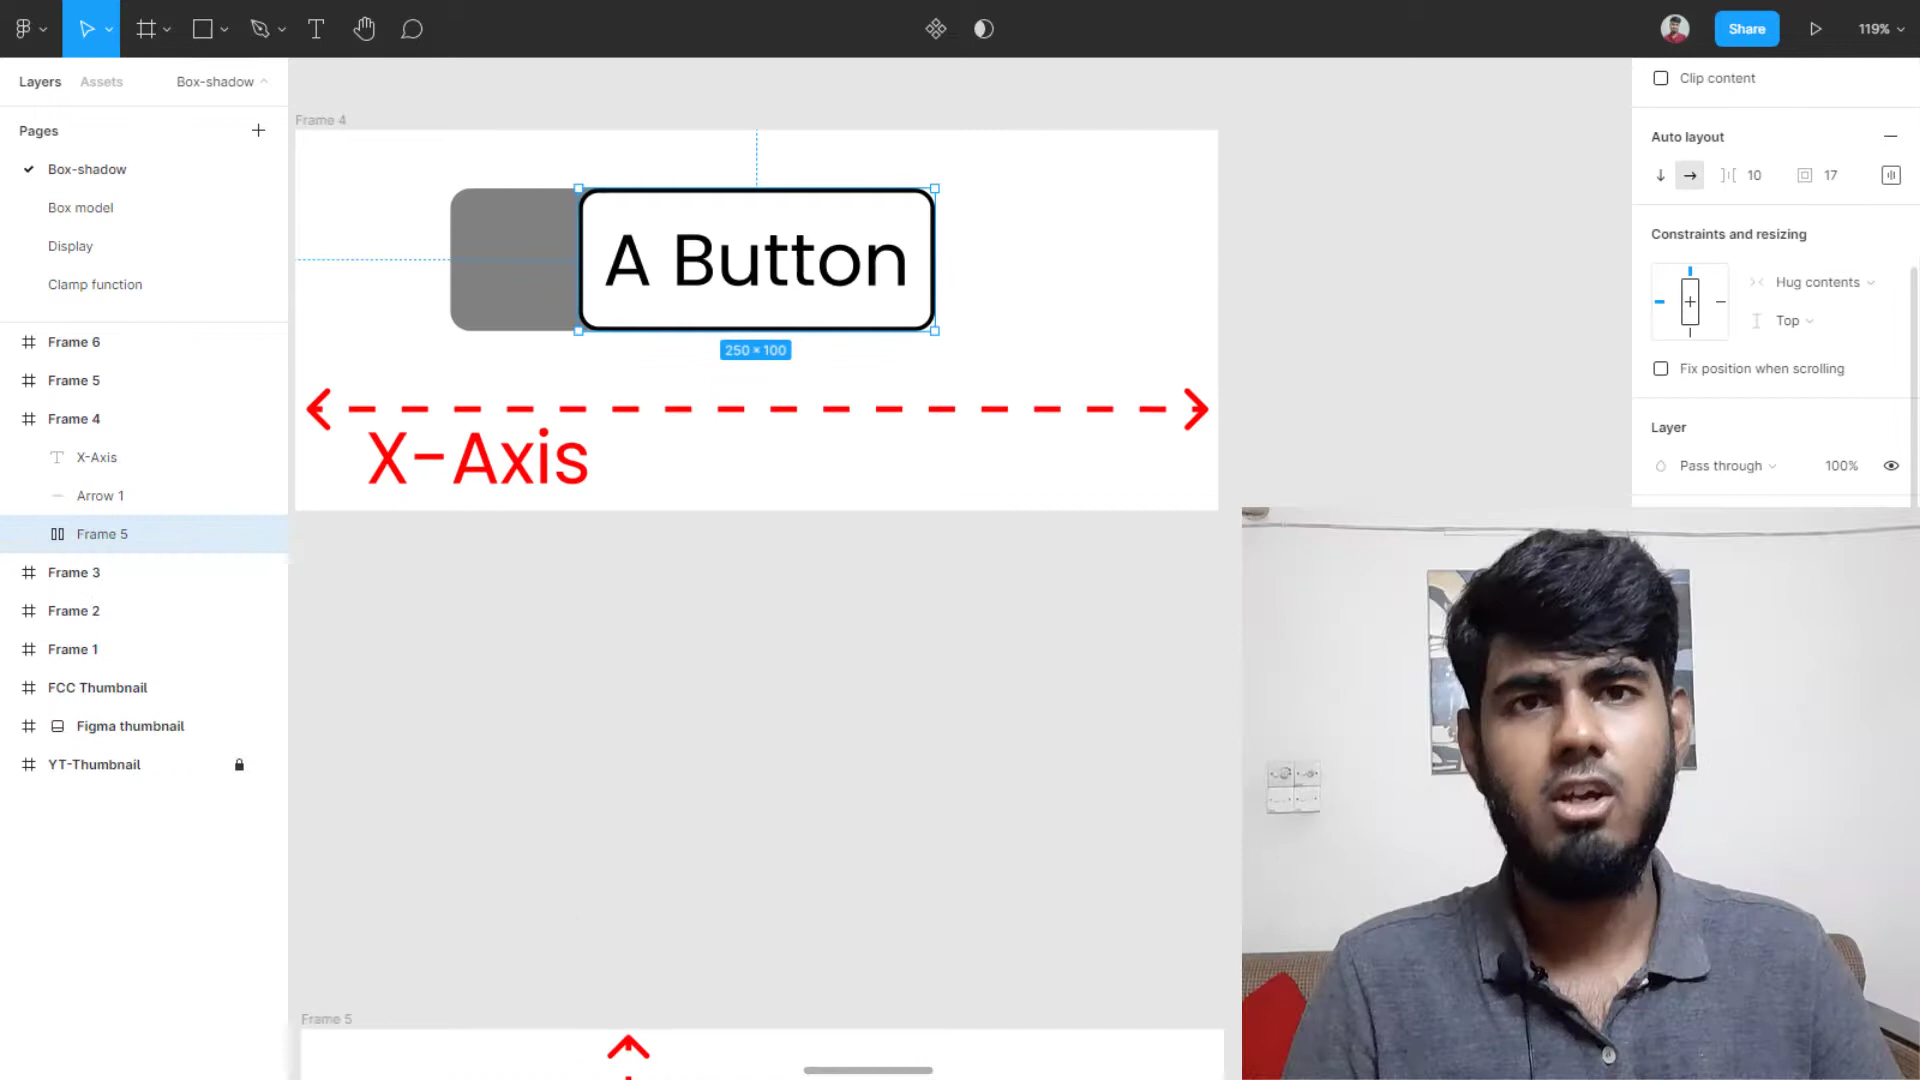 Share
119%
Layers
Assets
Box-shadow
Pages
Box-shadow
Box model
Display
Clamp function
Frame 6
Frame 5
Frame 4
X-Axis
Arrow 1
Frame 5
Frame 3
Frame 2
Frame 1
FCC Thumbnail
Figma thumbnail
YT-Thumbnail
Frame 4
A Button
250 × 100
X-Axis
Frame 5
Clip content
Auto layout
10
17
Constraints and resizing
Hug contents
Top
Fix position when scrolling
Layer
Pass through
100%